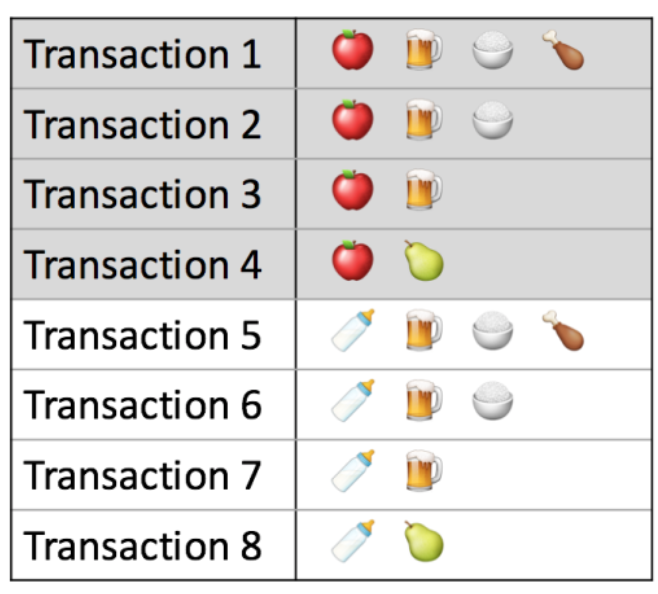 Transaction 1
Transaction 2
Transaction 3
Transaction 4
Transaction 5
Transaction 6
Transaction 7
Transaction 8